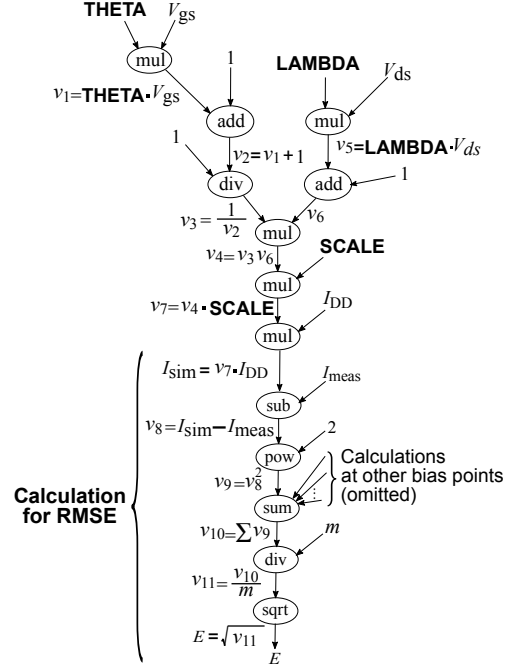 THETA
V_gs
mul
1
LAMBDA
V_ds
v_1=THETA·V_gs
add
mul
1
v_2=v_1+1
v_5=LAMBDA·V_ds
div
add
1
v_3=1/v_2
v_6
mul
v_4=v_3 v_6
SCALE
mul
v_7=v_4·SCALE
I_DD
mul
I_sim=v_7·I_DD
I_meas
sub
v_8=I_sim−I_meas
2
pow
Calculations
at other bias points
(omitted)
v_9=v_8^2
sum
Calculation
for RMSE
v_10=∑v_9
m
div
v_11=v_10/m
sqrt
E=√v_11
E